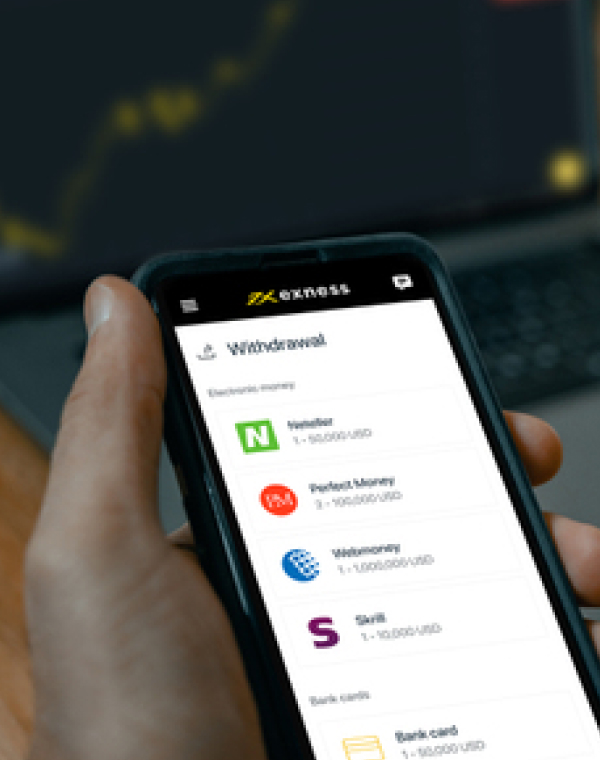 exness
Withdrawal
Electronic money
N
Neteller
1 - 50,000 USD
PM
Perfect Money
2 - 100,000 USD
Webmoney
1 - 1,000,000 USD
S
Skrill
1 - 10,000 USD
Bank cards
Bank card
1 - 50,000 USD